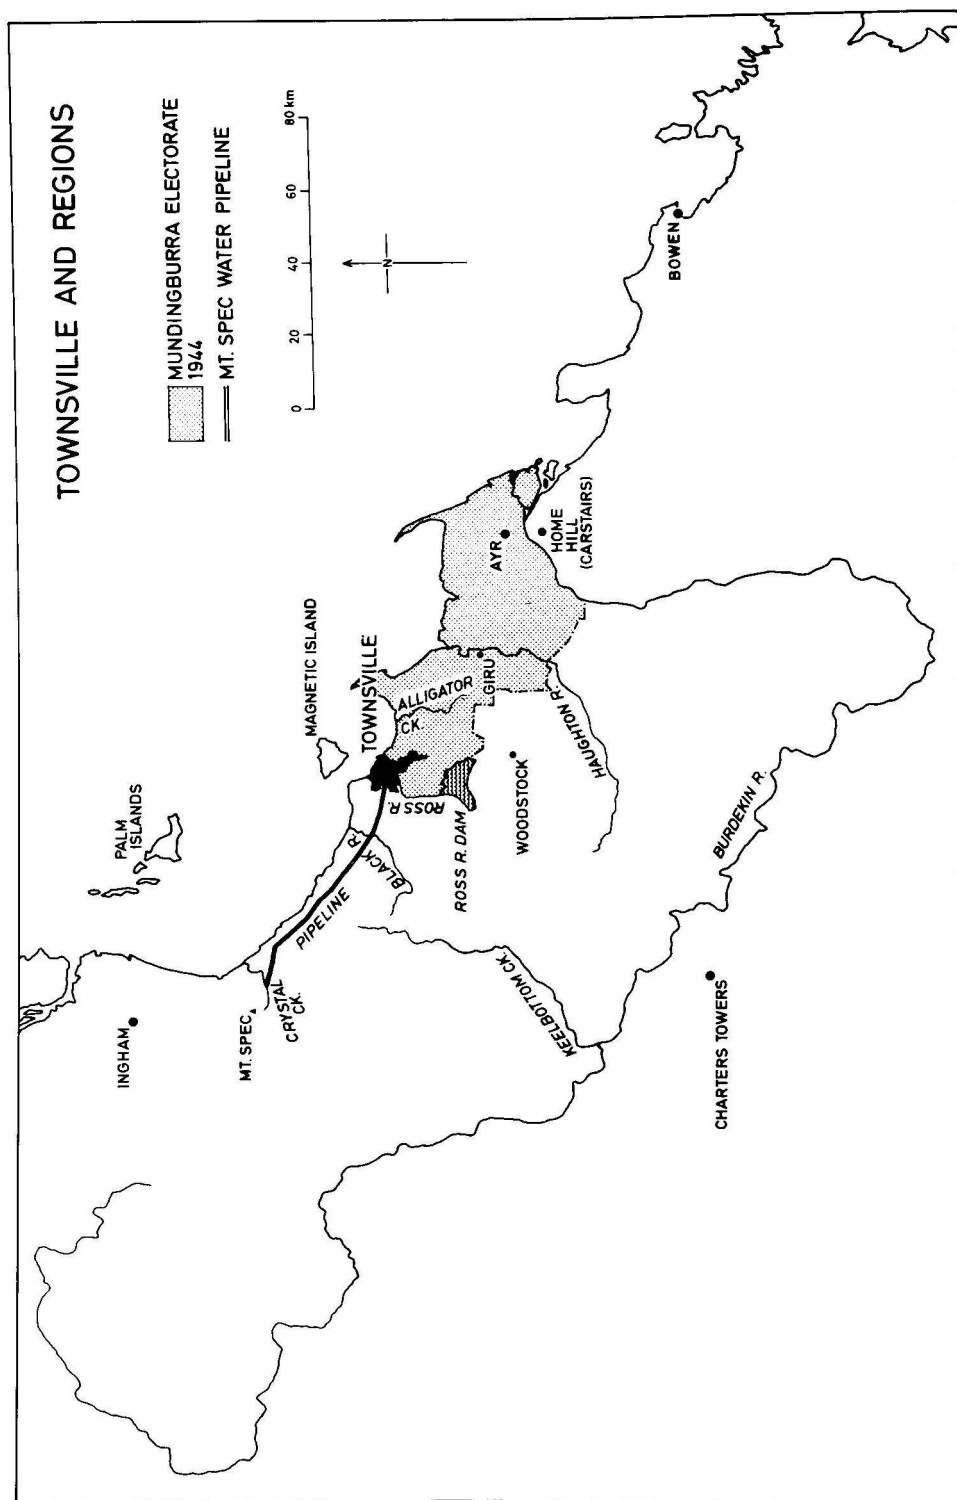 TOWNSVILLE AND REGIONS
MUNDINGBURRA ELECTORATE
1944
MT. SPEC WATER PIPELINE
0 20 40 60 80 km
N
INGHAM
PALM
ISLANDS
MT. SPEC
CRYSTAL
CK.
PIPELINE
BLACK R.
MAGNETIC ISLAND
TOWNSVILLE
ROSS R.
ROSS R. DAM
ALLIGATOR
CK.
GIRU
WOODSTOCK
HAUGHTON R.
AYR
HOME
HILL
(CARSTAIRS)
BOWEN
KEELBOTTOM CK.
BURDEKIN R.
CHARTERS TOWERS